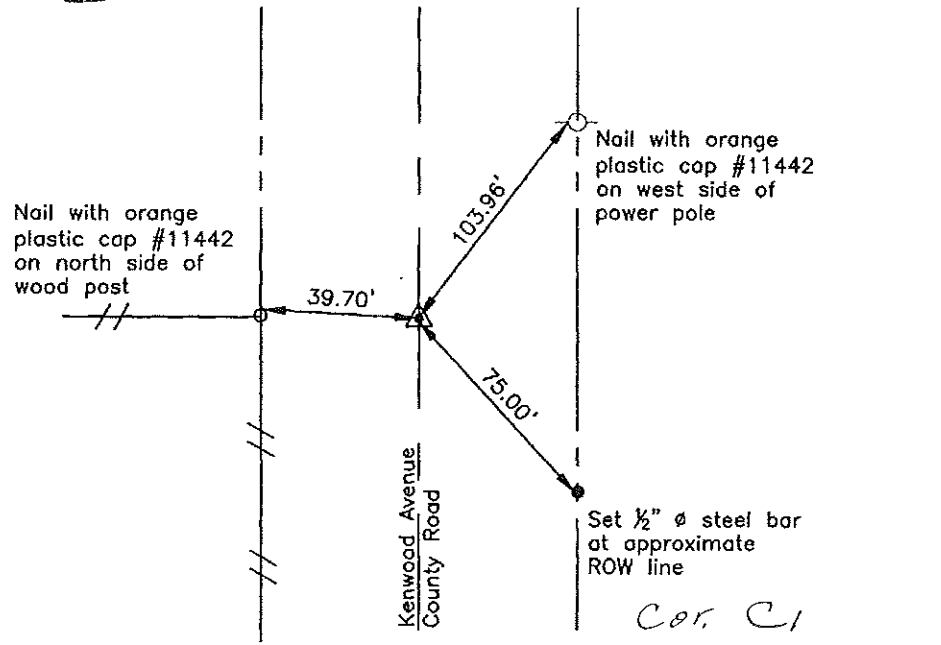 Nail with orange
plastic cap #11442
on west side of
power pole
103.96'
Nail with orange
plastic cap #11442
on north side of
wood post
39.70'
75.00'
Kenwood Avenue
County Road
Set ½" ø steel bar
at approximate
ROW line
Cor. C1